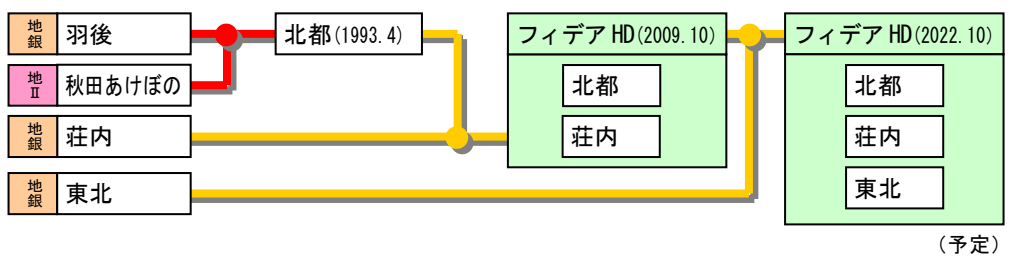 地銀 羽後
北都(1993.4)
フィデアHD(2009.10)
フィデアHD(2022.10)
地Ⅱ 秋田あけぼの
北都
北都
地銀 荘内
荘内
荘内
地銀 東北
東北
(予定)